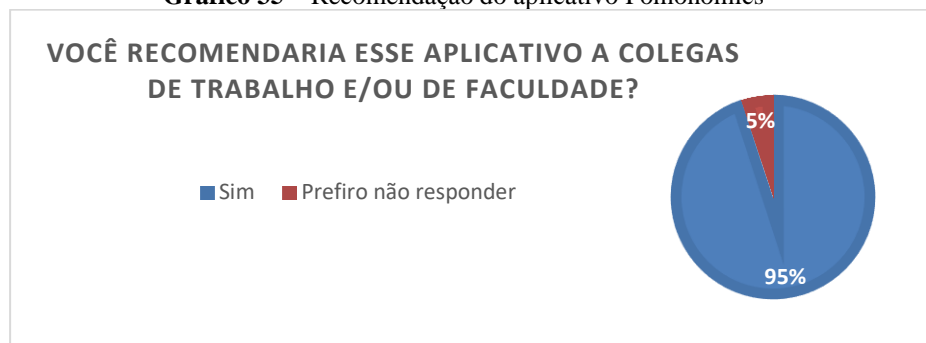 VOCÊ RECOMENDARIA ESSE APLICATIVO A COLEGAS
DE TRABALHO E/OU DE FACULDADE?
5%
Sim Prefiro não responder
95%